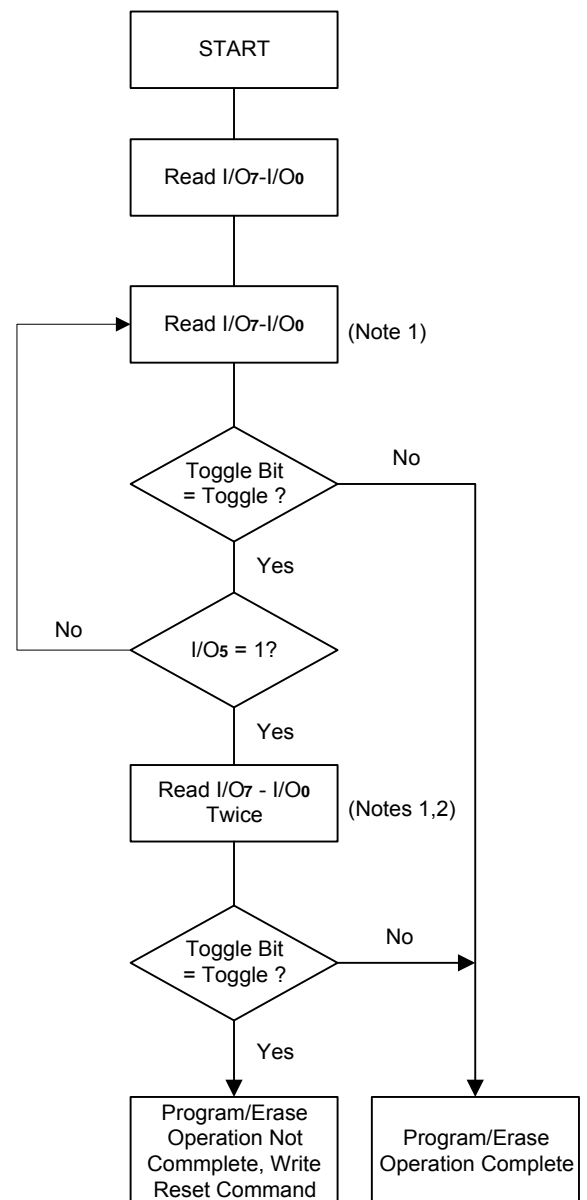 START
Read I/O7-I/O0
Read I/O7-I/O0
(Note 1)
Toggle Bit
= Toggle ?
No
Yes
I/O5 = 1?
No
Yes
Read I/O7 - I/O0
Twice
(Notes 1,2)
Toggle Bit
= Toggle ?
No
Yes
Program/Erase
Operation Not
Commplete, Write
Reset Command
Program/Erase
Operation Complete